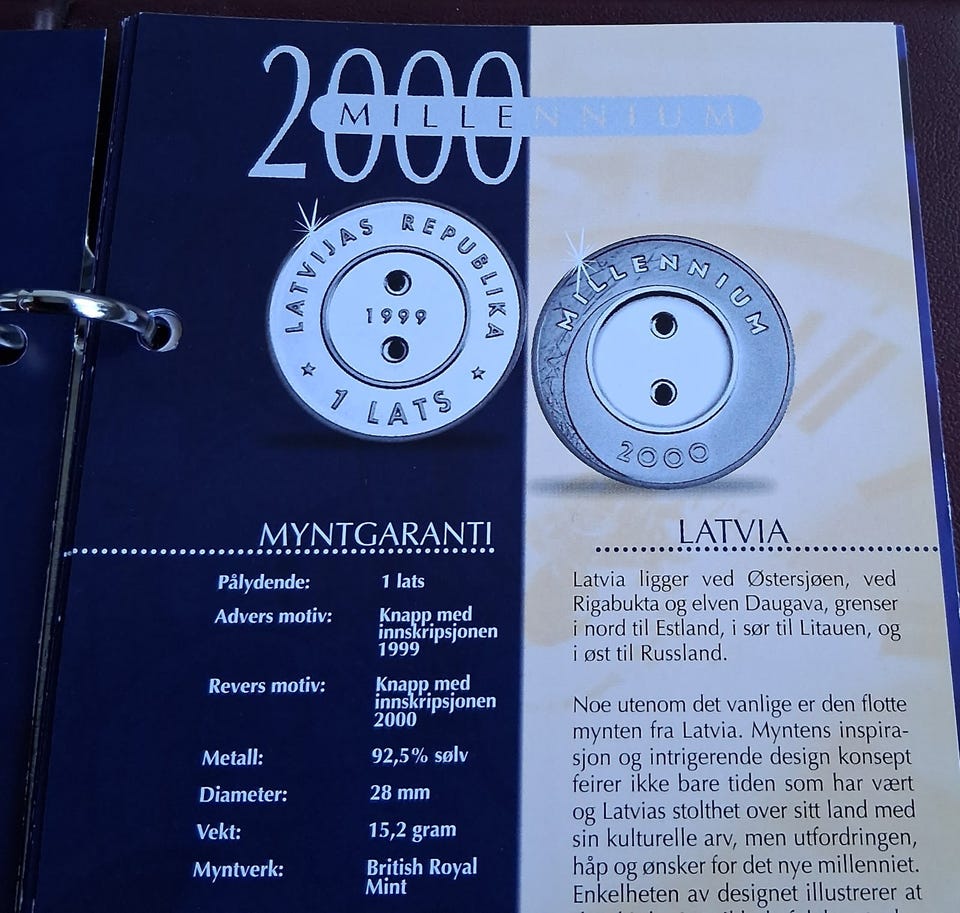 2000
MILLENNIUM
LATVIJAS REPUBLIKA
1999
1 LATS
MILLENNIUM
2000
MYNTGARANTI
Pålydende: 1 lats
Advers motiv: Knapp med
innskripsjonen
1999
Revers motiv: Knapp med
innskripsjonen
2000
Metall: 92,5% sølv
Diameter: 28 mm
Vekt: 15,2 gram
Myntverk: British Royal
Mint
LATVIA
Latvia ligger ved Østersjøen, ved
Rigabukta og elven Daugava, grenser
i nord til Estland, i sør til Litauen, og
i øst til Russland.
Noe utenom det vanlige er den flotte
mynten fra Latvia. Myntens inspira-
sjon og intrigerende design konsept
feirer ikke bare tiden som har vært
og Latvias stolthet over sitt land med
sin kulturelle arv, men utfordringen,
håp og ønsker for det nye millenniet.
Enkelheten av designet illustrerer at